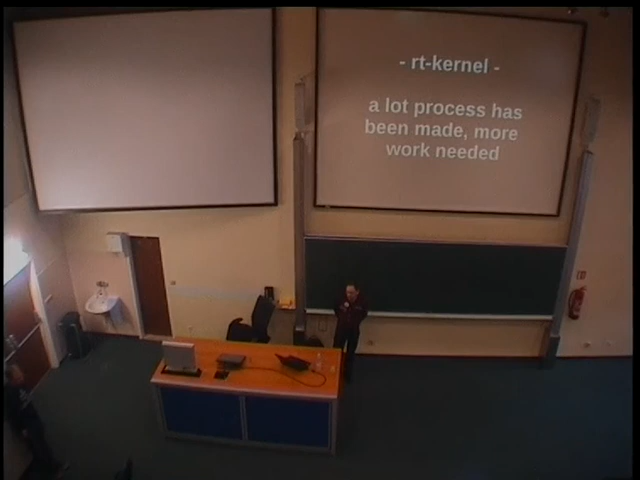 - rt-kernel -
a lot process has
been made, more
work needed